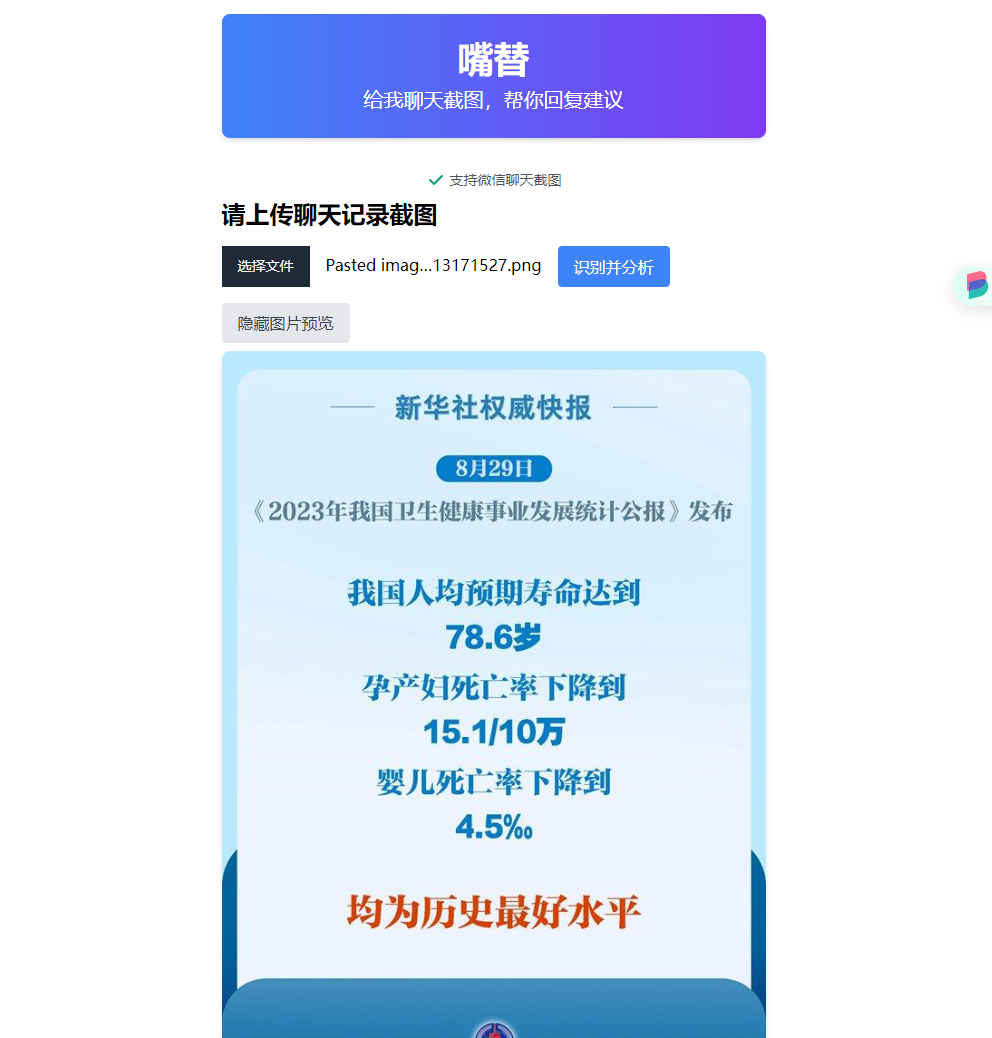 嘴替
给我聊天截图，帮你回复建议
支持微信聊天截图
请上传聊天记录截图
选择文件 Pasted imag...13171527.png 识别并分析
隐藏图片预览
新华社权威快报
8月29日
《2023年我国卫生健康事业发展统计公报》发布
我国人均预期寿命达到
78.6岁
孕产妇死亡率下降到
15.1/10万
婴儿死亡率下降到
4.5‰
均为历史最好水平